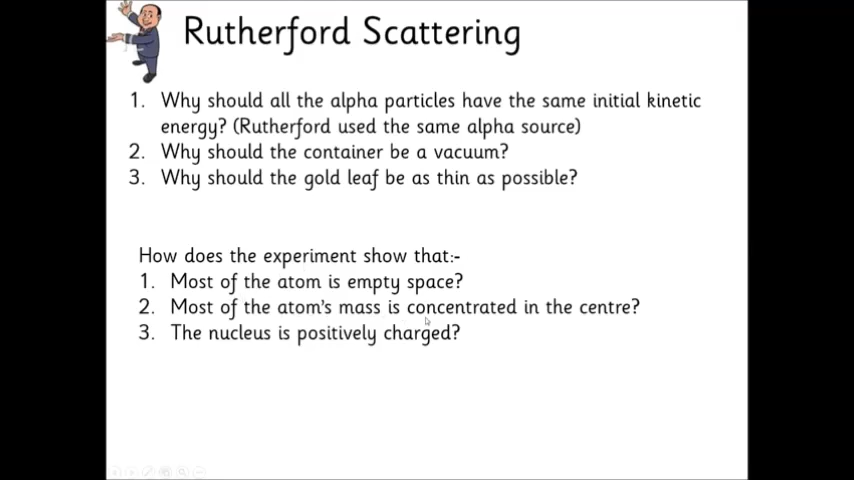 Rutherford Scattering
1. Why should all the alpha particles have the same initial kinetic
energy? (Rutherford used the same alpha source)
2. Why should the container be a vacuum?
3. Why should the gold leaf be as thin as possible?
How does the experiment show that:-
1. Most of the atom is empty space?
2. Most of the atom's mass is concentrated in the centre?
3. The nucleus is positively charged?